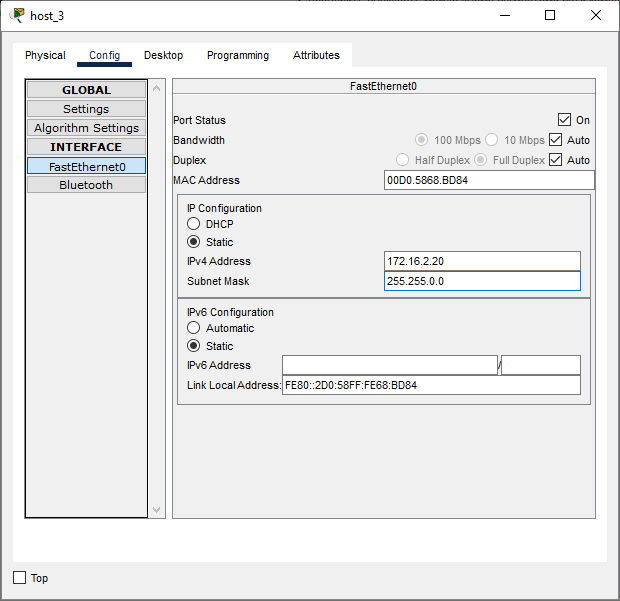 host_3
Physical Config Desktop Programming Attributes
GLOBAL
Settings
Algorithm Settings
INTERFACE
FastEthernet0
Bluetooth
FastEthernet0
Port Status On
Bandwidth 100 Mbps 10 Mbps Auto
Duplex Half Duplex Full Duplex Auto
MAC Address 00D0.5868.BD84
IP Configuration
DHCP
Static
IPv4 Address 172.16.2.20
Subnet Mask 255.255.0.0
IPv6 Configuration
Automatic
Static
IPv6 Address /
Link Local Address: FE80::2D0:58FF:FE68:BD84
Top